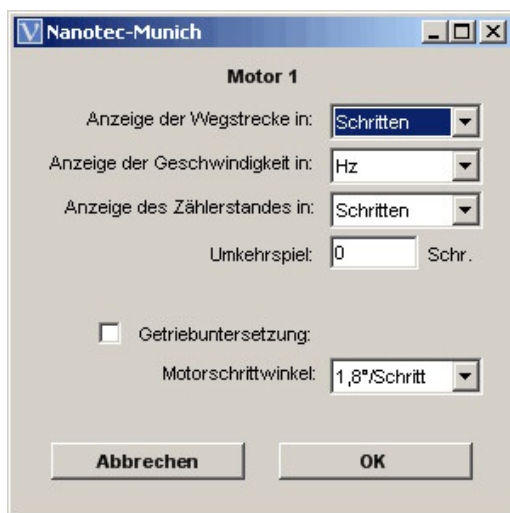 Nanotec-Munich
Motor 1
Anzeige der Wegstrecke in: Schritten
Anzeige der Geschwindigkeit in: Hz
Anzeige des Zählerstandes in: Schritten
Umkehrspiel: 0 Schr.
Getriebuntersetzung:
Motorschrittwinkel: 1,8°/Schritt
Abbrechen OK